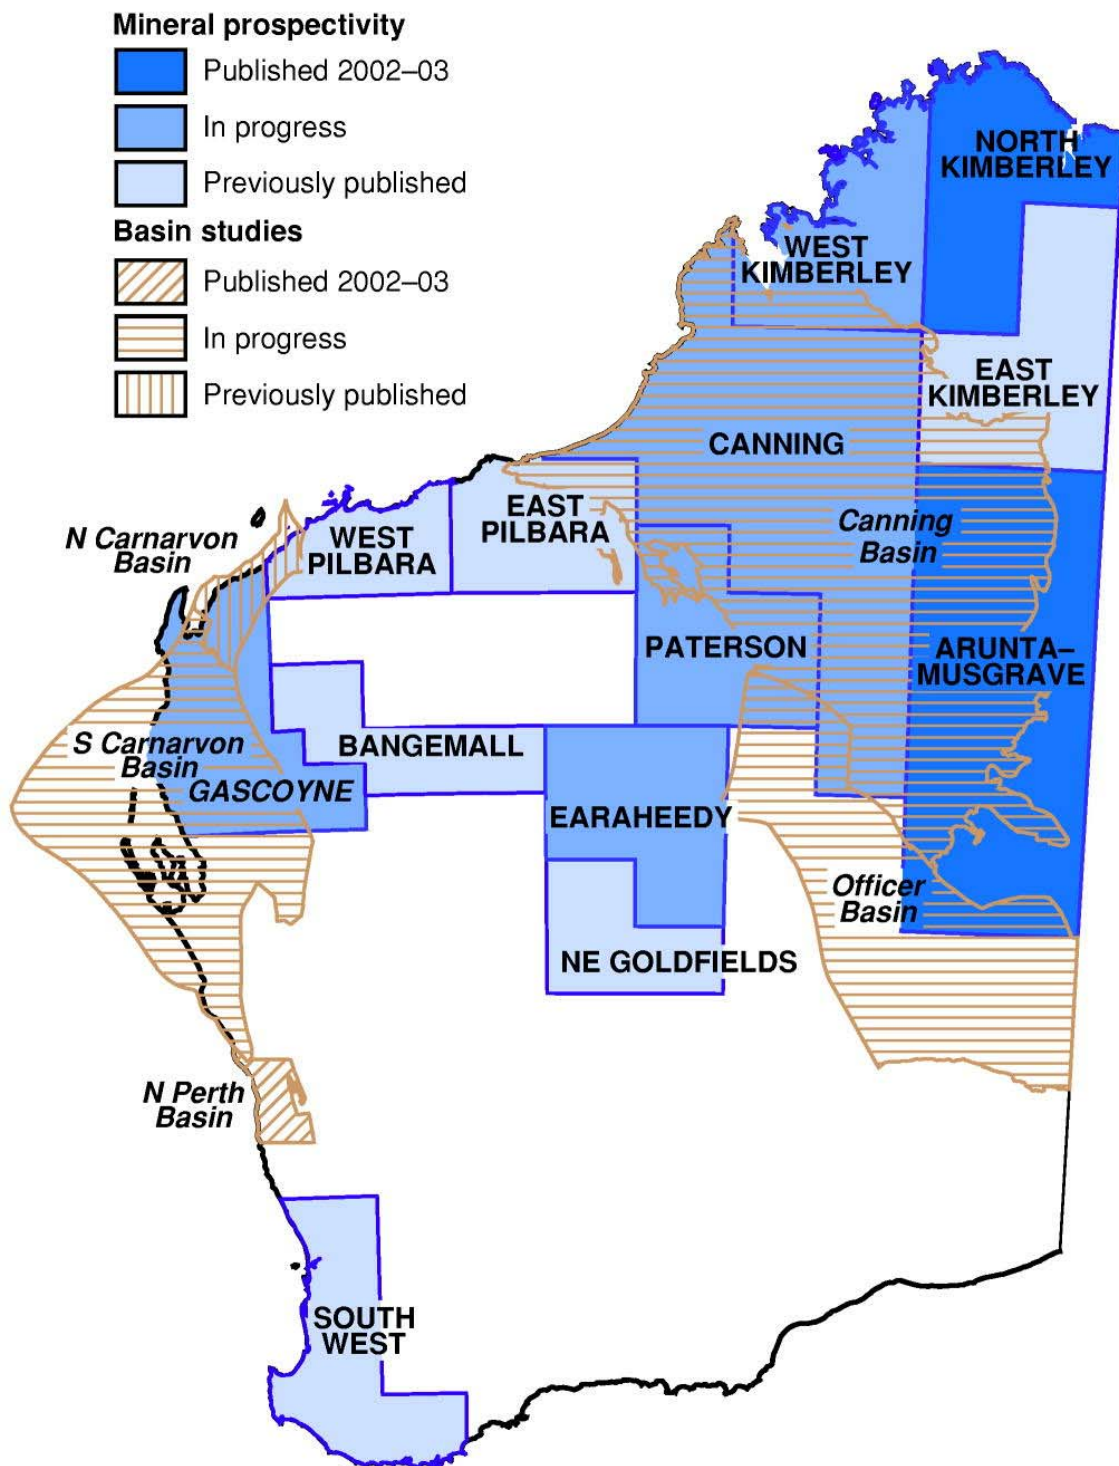 Mineral prospectivity
Published 2002–03
In progress
Previously published
Basin studies
Published 2002–03
In progress
Previously published
NORTH
KIMBERLEY
WEST
KIMBERLEY
EAST
KIMBERLEY
CANNING
EAST
PILBARA
Canning
Basin
N Carnarvon
Basin
WEST
PILBARA
PATERSON
ARUNTA–
MUSGRAVE
S Carnarvon
Basin
BANGEMALL
GASCOYNE
EARAHEEDY
Officer
Basin
NE GOLDFIELDS
N Perth
Basin
SOUTH
WEST